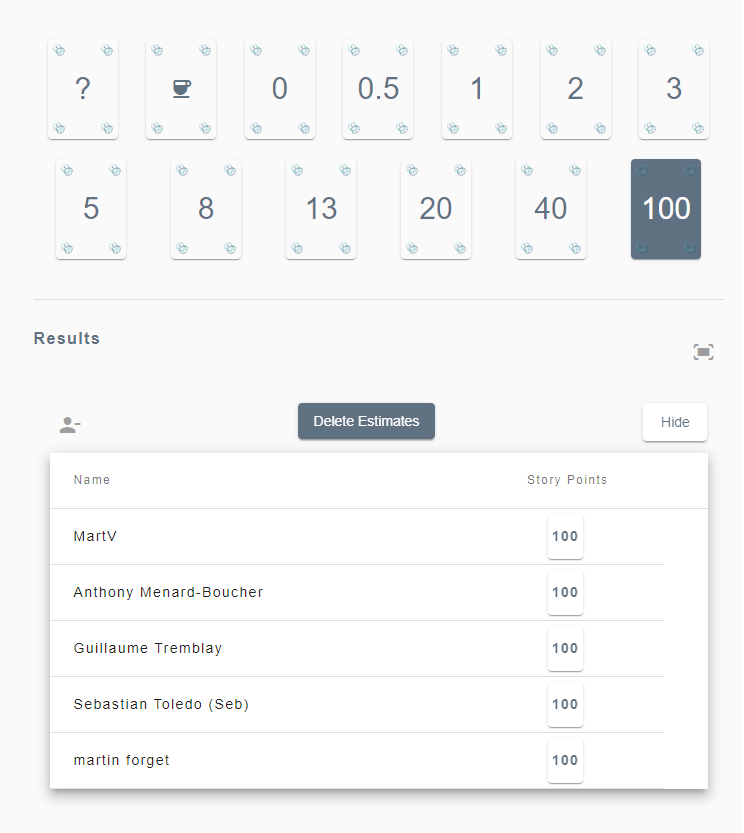 ? 0 0.5 1 2 3
5 8 13 20 40 100
Results
Delete Estimates Hide
Name Story Points
MartV 100
Anthony Menard-Boucher 100
Guillaume Tremblay 100
Sebastian Toledo (Seb) 100
martin forget 100